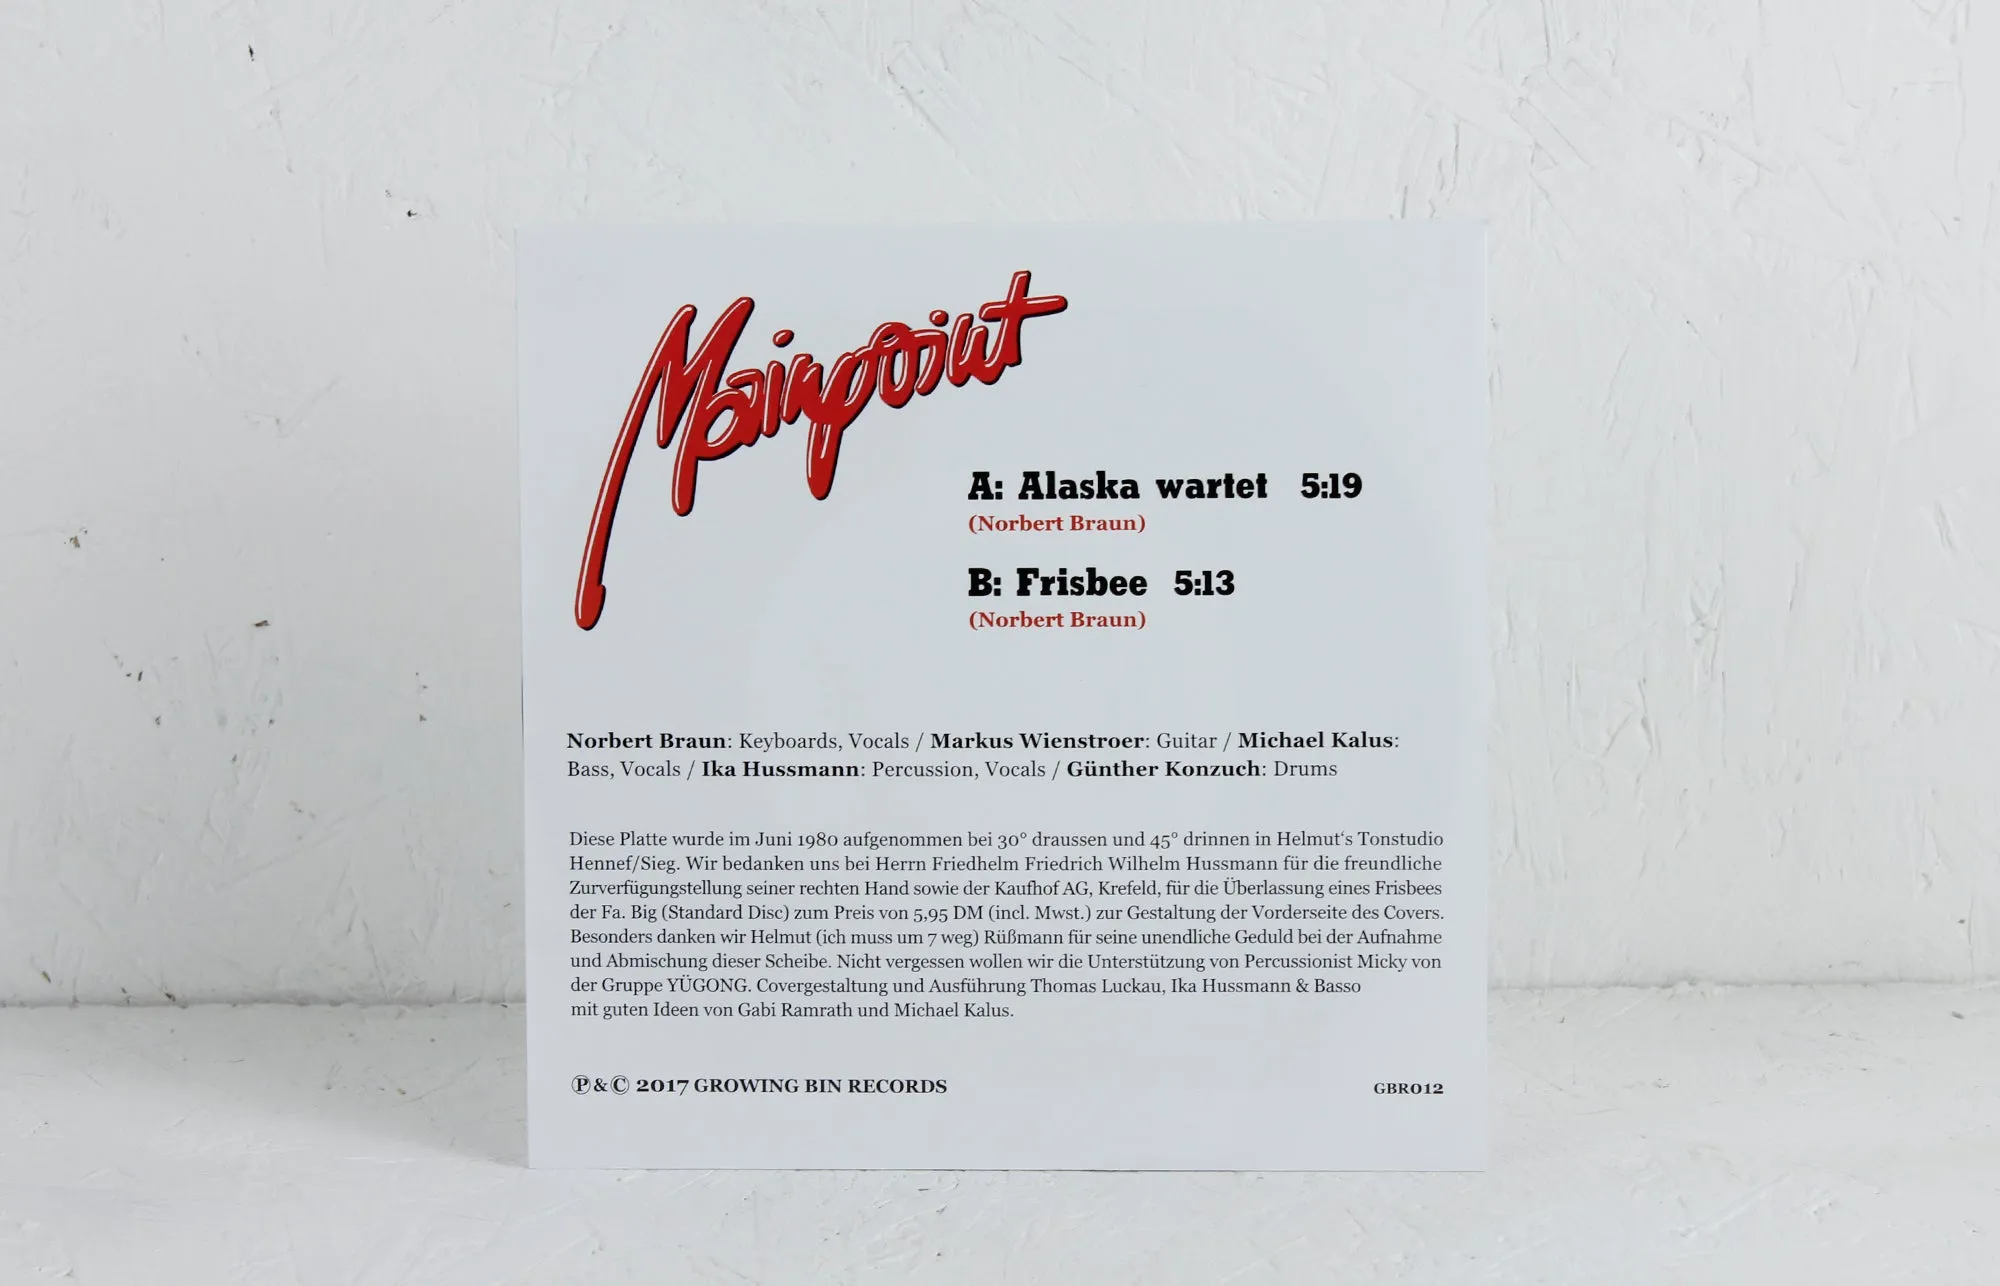 Mainpoint
A: Alaska wartet 5:19
(Norbert Braun)
B: Frisbee 5:13
(Norbert Braun)
Norbert Braun: Keyboards, Vocals / Markus Wienstroer: Guitar / Michael Kalus:
Bass, Vocals / Ika Hussmann: Percussion, Vocals / Günther Konzuch: Drums
Diese Platte wurde im Juni 1980 aufgenommen bei 30° draussen und 45° drinnen in Helmut‘s Tonstudio
Hennef/Sieg. Wir bedanken uns bei Herrn Friedhelm Friedrich Wilhelm Hussmann für die freundliche
Zurverfügungstellung seiner rechten Hand sowie der Kaufhof AG, Krefeld, für die Überlassung eines Frisbees
der Fa. Big (Standard Disc) zum Preis von 5,95 DM (incl. Mwst.) zur Gestaltung der Vorderseite des Covers.
Besonders danken wir Helmut (ich muss um 7 weg) Rüßmann für seine unendliche Geduld bei der Aufnahme
und Abmischung dieser Scheibe. Nicht vergessen wollen wir die Unterstützung von Percussionist Micky von
der Gruppe YÜGONG. Covergestaltung und Ausführung Thomas Luckau, Ika Hussmann & Basso
mit guten Ideen von Gabi Ramrath und Michael Kalus.
Ⓟ&© 2017 GROWING BIN RECORDS
GBR012